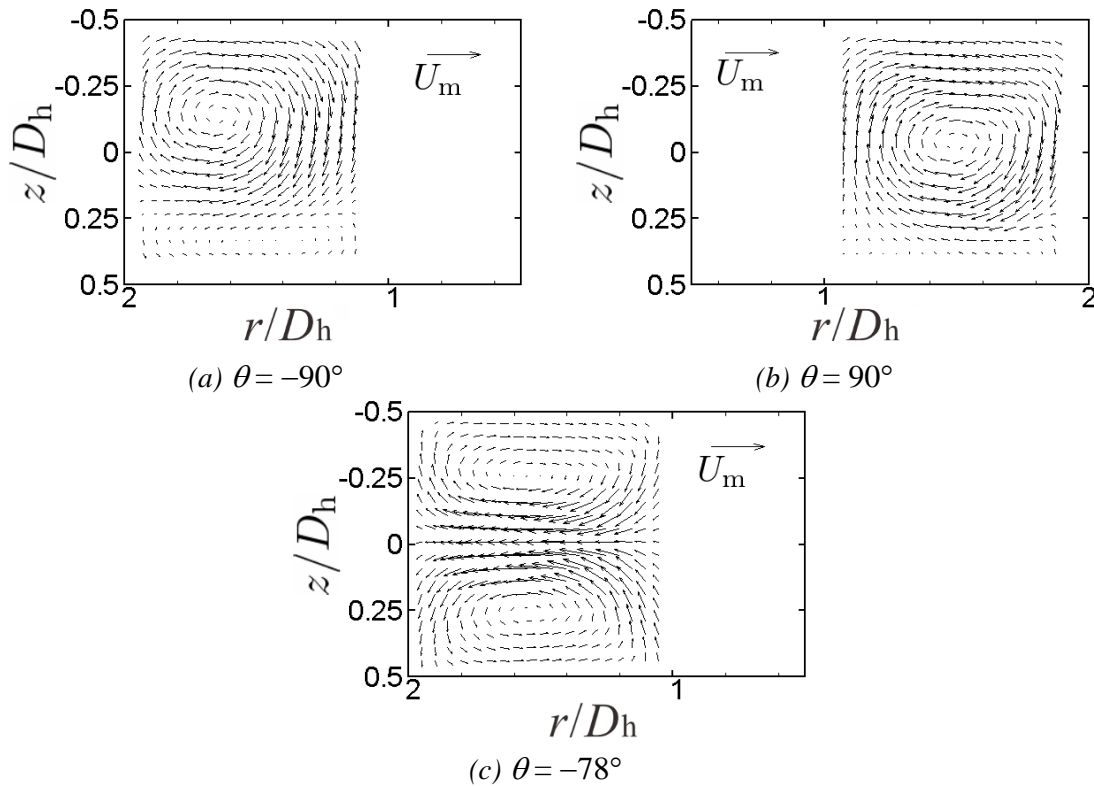 -0.5
-0.25
0
0.25
0.5
z/Dh
Um
2 1
r/Dh
(a) θ = −90°
-0.5
-0.25
0
0.25
0.5
z/Dh
Um
1 2
r/Dh
(b) θ = 90°
-0.5
-0.25
0
0.25
0.5
z/Dh
Um
2 1
r/Dh
(c) θ = −78°